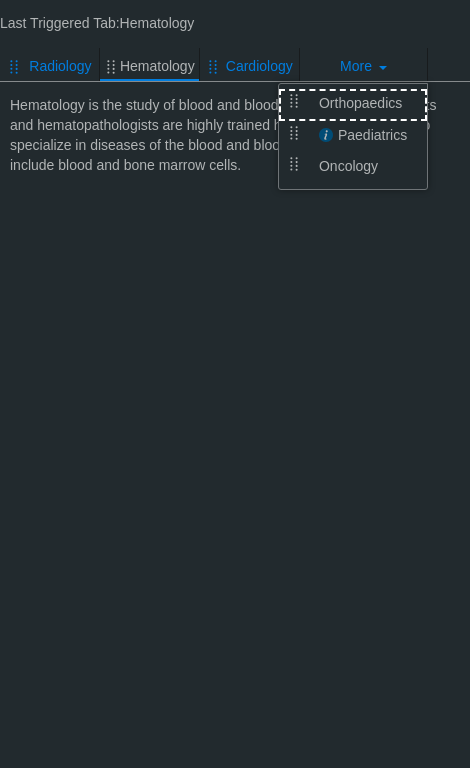 Last Triggered Tab:Hematology
Radiology Hematology Cardiology More
Orthopaedics
Paediatrics
Oncology
Hematology is the study of blood and blood
and hematopathologists are highly trained
specialize in diseases of the blood and
include blood and bone marrow cells.